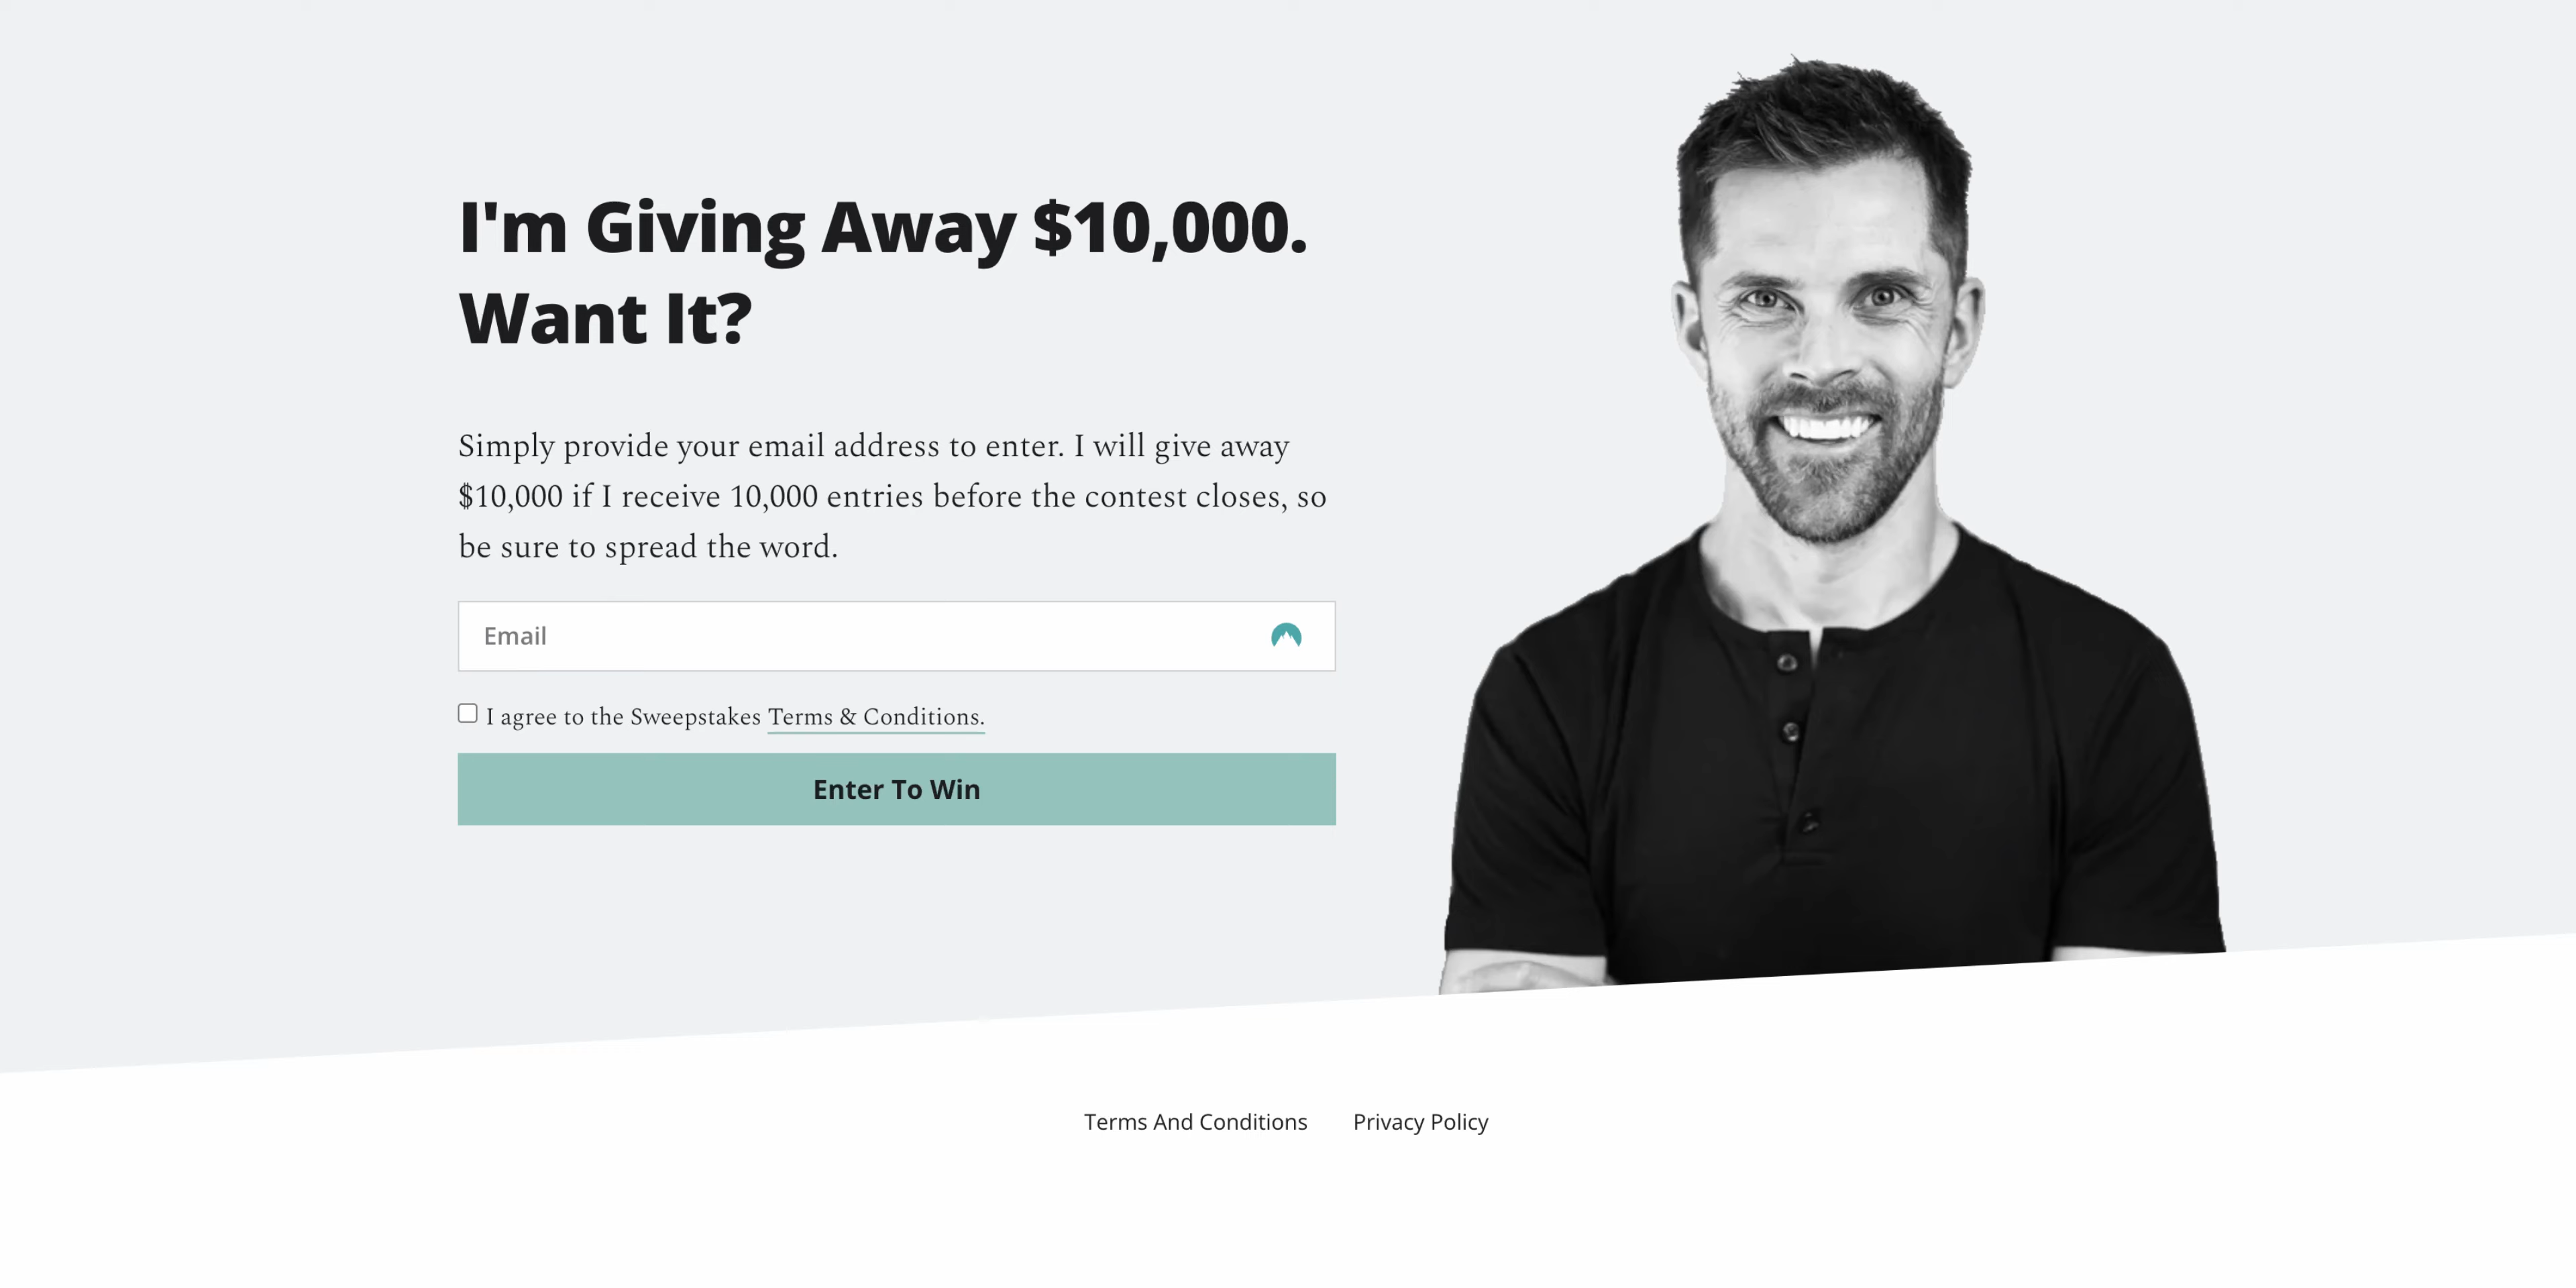 I'm Giving Away $10,000.
Want It?
Simply provide your email address to enter. I will give away
$10,000 if I receive 10,000 entries before the contest closes, so
be sure to spread the word.
Email
I agree to the Sweepstakes Terms & Conditions.
Enter To Win
Terms And Conditions Privacy Policy